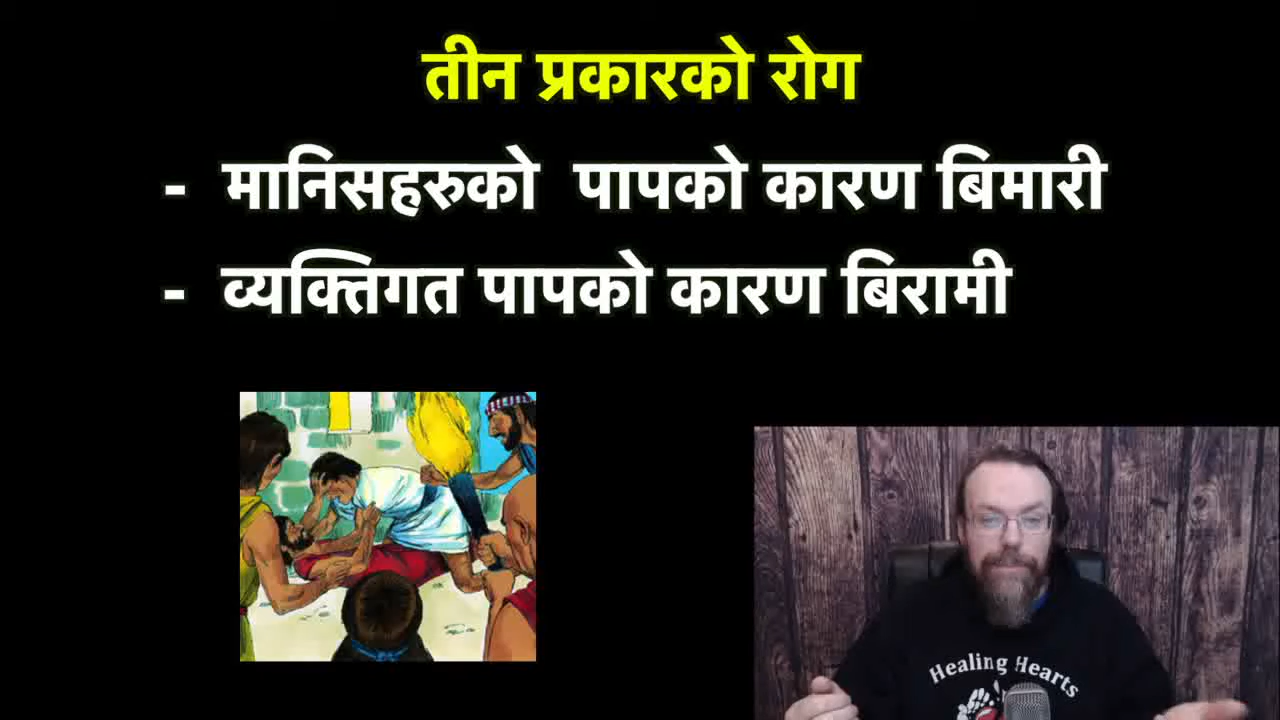 तीन प्रकारको रोग
- मानिसहरुको पापको कारण बिमारी
- व्यक्तिगत पापको कारण बिरामी
Healing Hearts